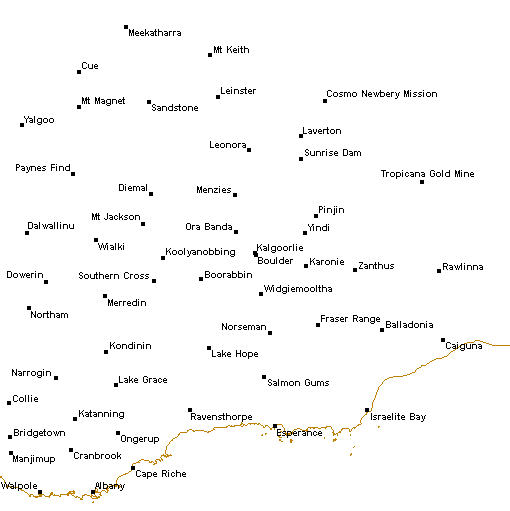 Meekatharra
Mt Keith
Cue
Leinster
Cosmo Newbery Mission
Mt Magnet
Sandstone
Yalgoo
Laverton
Leonora
Sunrise Dam
Paynes Find
Tropicana Gold Mine
Diemal
Menzies
Pinjin
Mt Jackson
Dalwallinu
Ora Banda
Yindi
Wialki
Kalgoorlie
Koolyanobbing
Boulder
Karonie
Zanthus
Rawlinna
Dowerin
Southern Cross
Boorabbin
Widgiemooltha
Merredin
Northam
Fraser Range
Norseman
Balladonia
Caiguna
Kondinin
Lake Hope
Narrogin
Lake Grace
Salmon Gums
Collie
Katanning
Ravensthorpe
Israelite Bay
Bridgetown
Ongerup
Esperance
Manjimup
Cranbrook
Cape Riche
Walpole
Albany